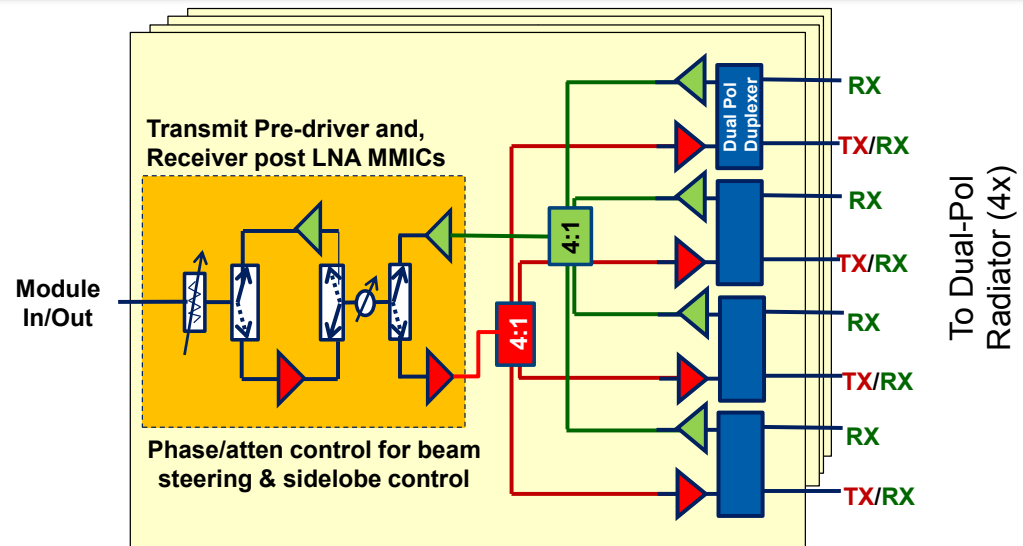 Transmit Pre-driver and,
Receiver post LNA MMICs
Module
In/Out
Phase/atten control for beam
steering & sidelobe control
4:1
4:1
Dual Pol
Duplexer
RX
TX/RX
RX
TX/RX
RX
TX/RX
RX
TX/RX
To Dual-Pol
Radiator (4x)